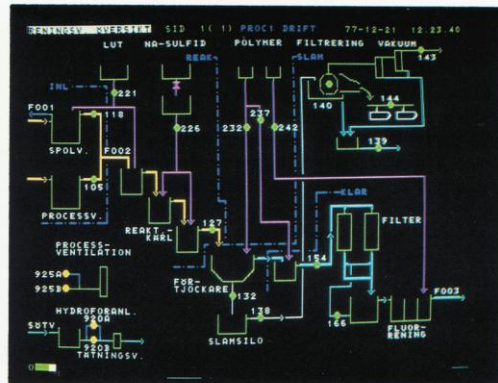 RENINGSV. ÖVERSIKT SID 1( 1) PROC1 DRIFT 77-12-21 12.23.40
LUT NA-SULFID POLYMER FILTRERING VAKUUM
143
REAK SLAM
INL
221
F001
118
140
144
237
226 232 242
SPOLV. F002
139
105
PROCESSV.
KLAR
REAKT.-
KÄRL
127
FILTER
PROCESS-
VENTILATION
154
925A
925B
FÖR-
TJOCKARE
132
F003
HYDROFORANL.
920A
138
SÖTV
166
920B
TÄTNINGSV.
SLAMSILO
FLUOR-
RENING
0